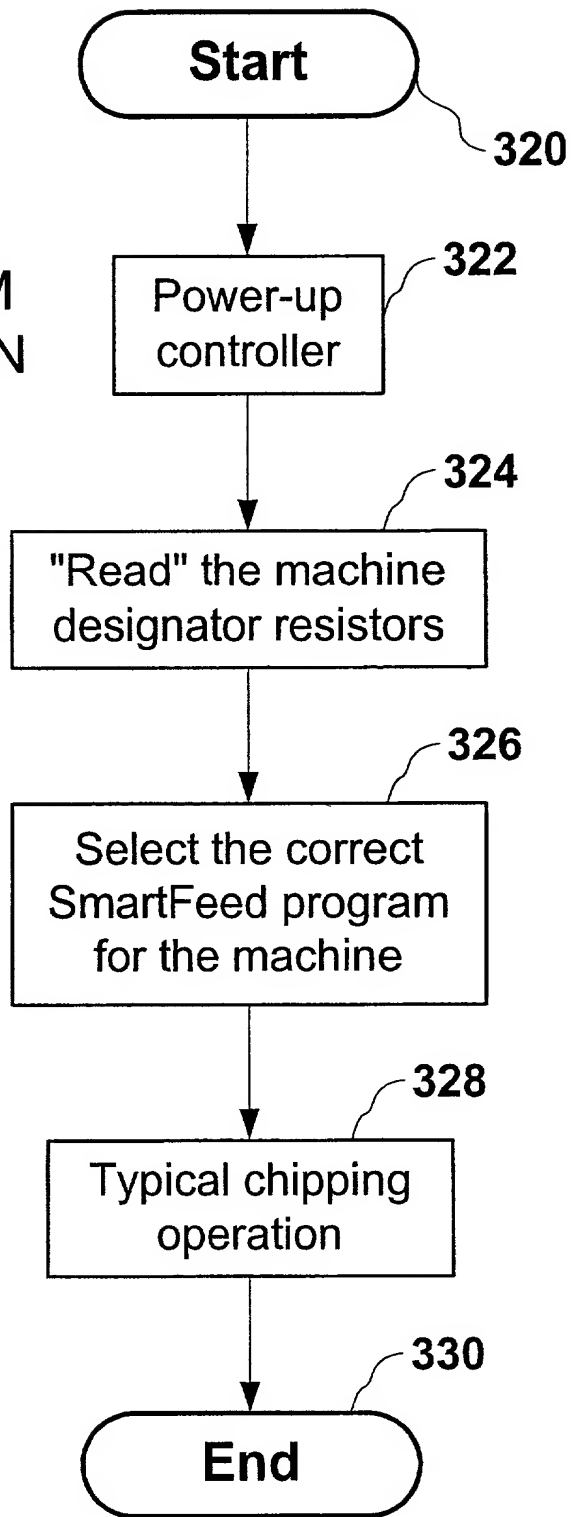 Start
320
322
Power-up
controller
324
"Read" the machine
designator resistors
326
Select the correct
SmartFeed program
for the machine
328
Typical chipping
operation
330
End